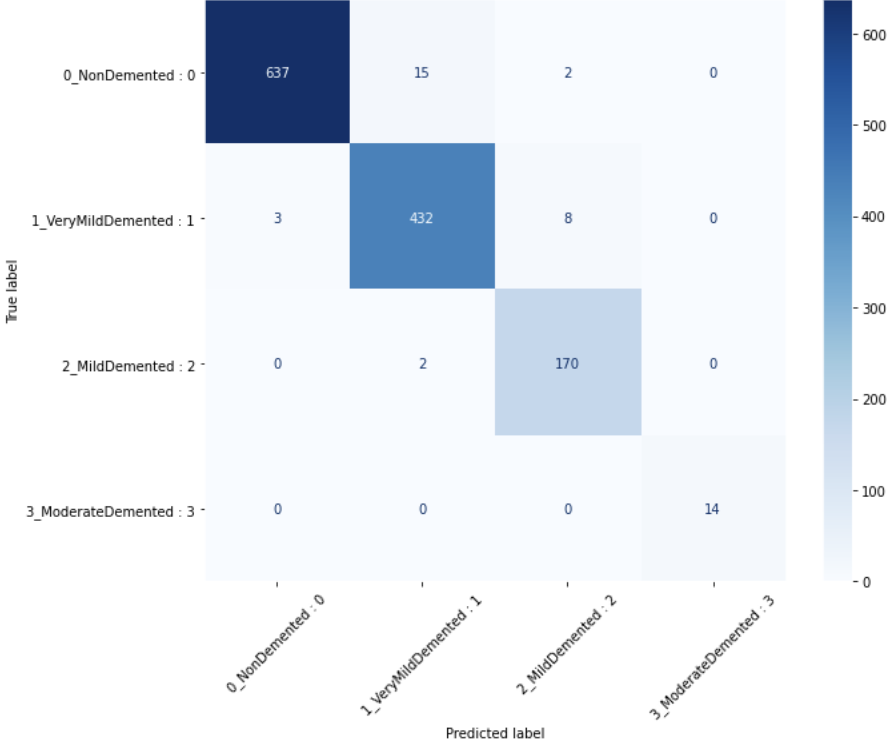 0_NonDemented : 0
637 15 2 0
1_VeryMildDemented : 1
3 432 8 0
2_MildDemented : 2
0 2 170 0
3_ModerateDemented : 3
0 0 0 14
True label
0_NonDemented : 0
1_VeryMildDemented : 1
2_MildDemented : 2
3_ModerateDemented : 3
Predicted label
600
500
400
300
200
100
0